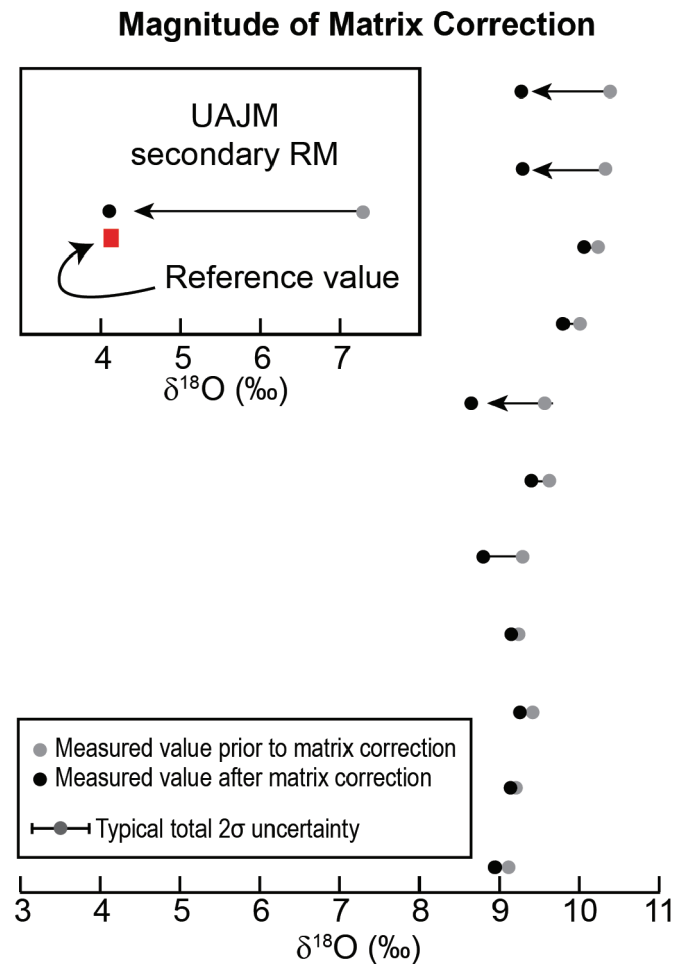 Magnitude of Matrix Correction
UAJM
secondary RM
Reference value
4 5 6 7
δ¹⁸O (‰)
Measured value prior to matrix correction
Measured value after matrix correction
Typical total 2σ uncertainty
3 4 5 6 7 8 9 10 11
δ¹⁸O (‰)